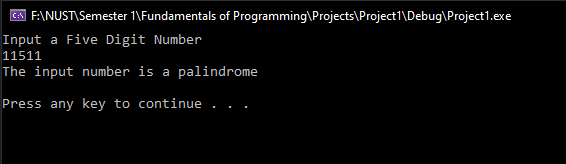 F:\NUST\Semester 1\Fundamentals of Programming\Projects\Project1\Debug\Project1.exe
Input a Five Digit Number
11511
The input number is a palindrome
Press any key to continue . . .